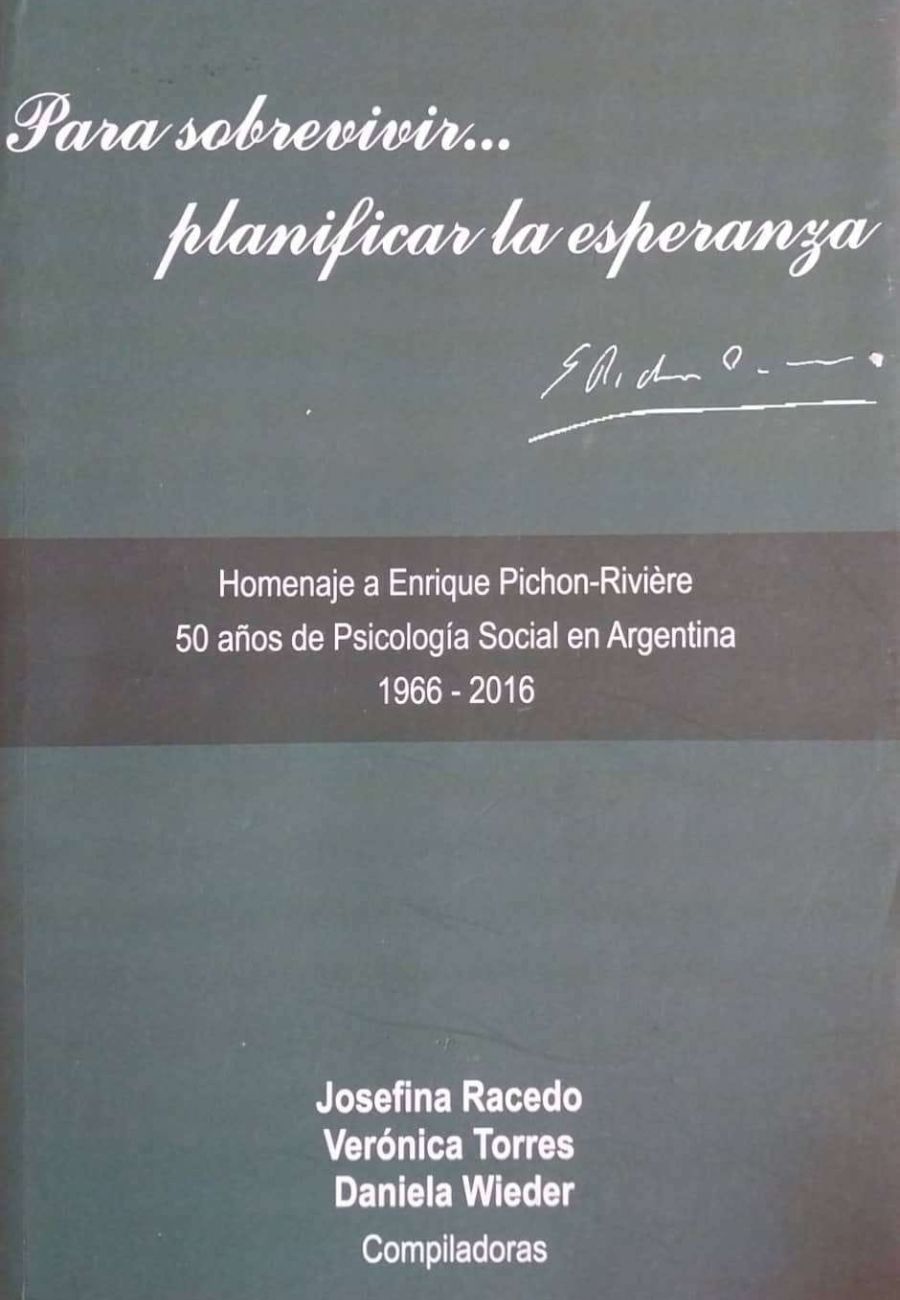 Para sobrevivir...
planificar la esperanza
Homenaje a Enrique Pichon-Rivière
50 años de Psicología Social en Argentina
1966 - 2016
Josefina Racedo
Verónica Torres
Daniela Wieder
Compiladoras